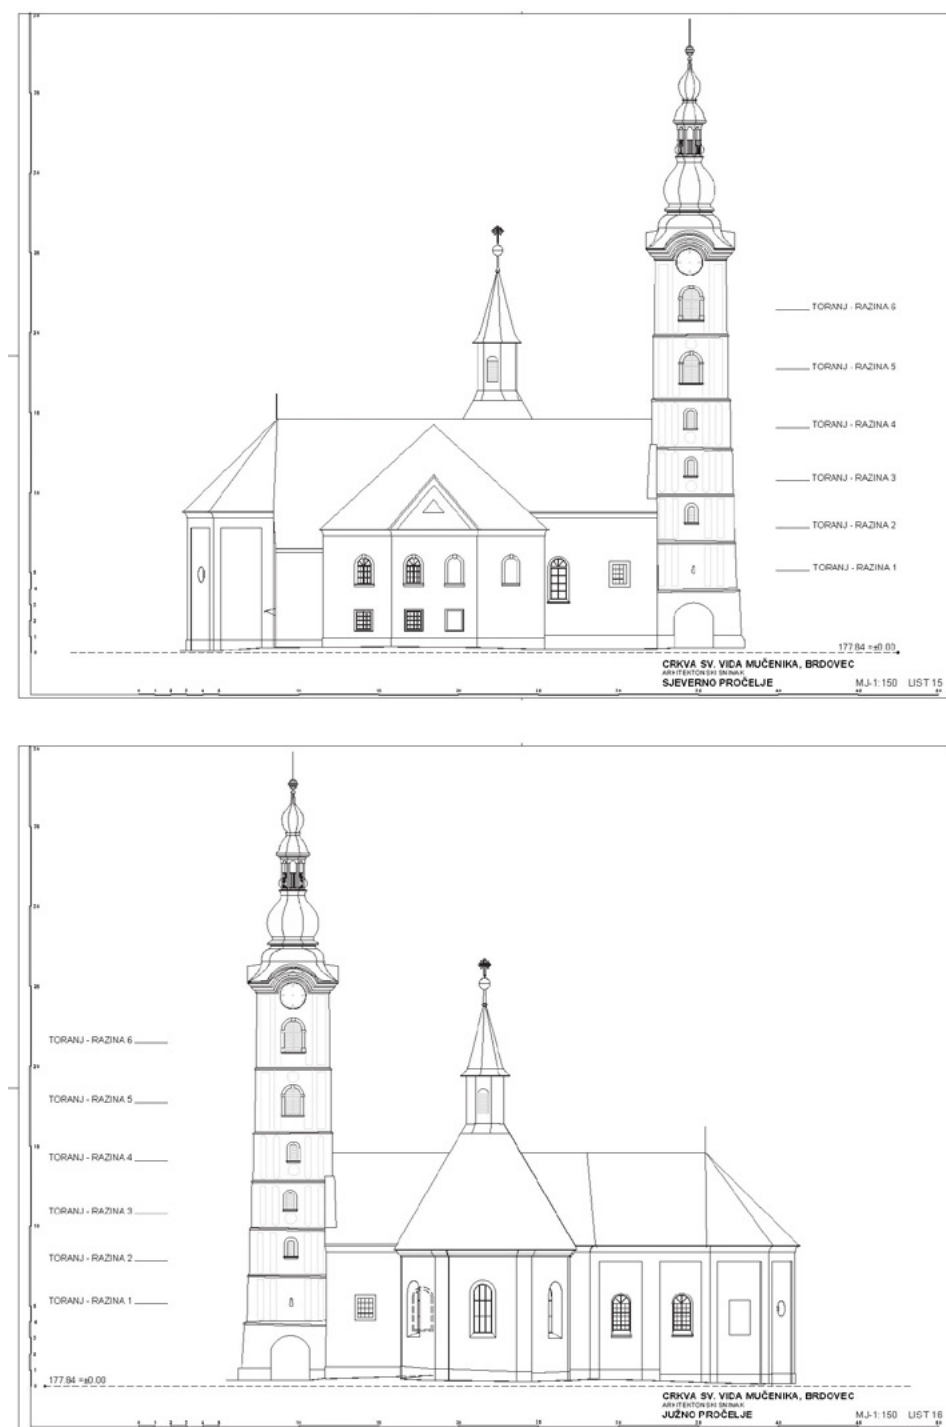 TORANJ - RAZINA 6
TORANJ - RAZINA 5
TORANJ - RAZINA 4
TORANJ - RAZINA 3
TORANJ - RAZINA 2
TORANJ - RAZINA 1
177.84 =±0.00
CRKVA SV. VIDA MUČENIKA, BRDOVEC
ARHITEKTONSKI SNIMAK
SJEVERNO PROČELJE MJ-1:150 LIST 15
TORANJ - RAZINA 6
TORANJ - RAZINA 5
TORANJ - RAZINA 4
TORANJ - RAZINA 3
TORANJ - RAZINA 2
TORANJ - RAZINA 1
177.84 =±0.00
CRKVA SV. VIDA MUČENIKA, BRDOVEC
ARHITEKTONSKI SNIMAK
JUŽNO PROČELJE MJ-1:150 LIST 16